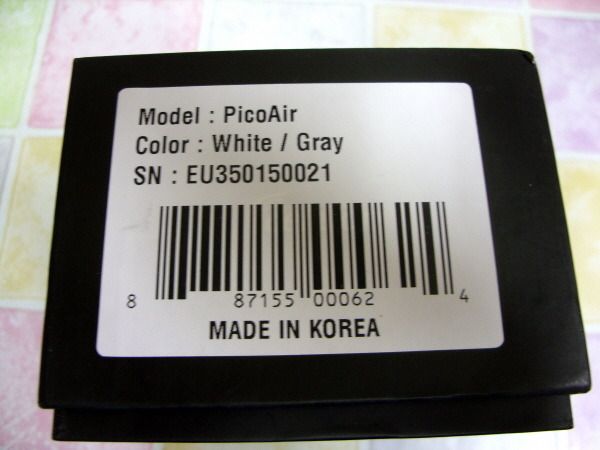 Model : PicoAir
Color : White / Gray
SN : EU350150021
8 87155 00062 4
MADE IN KOREA